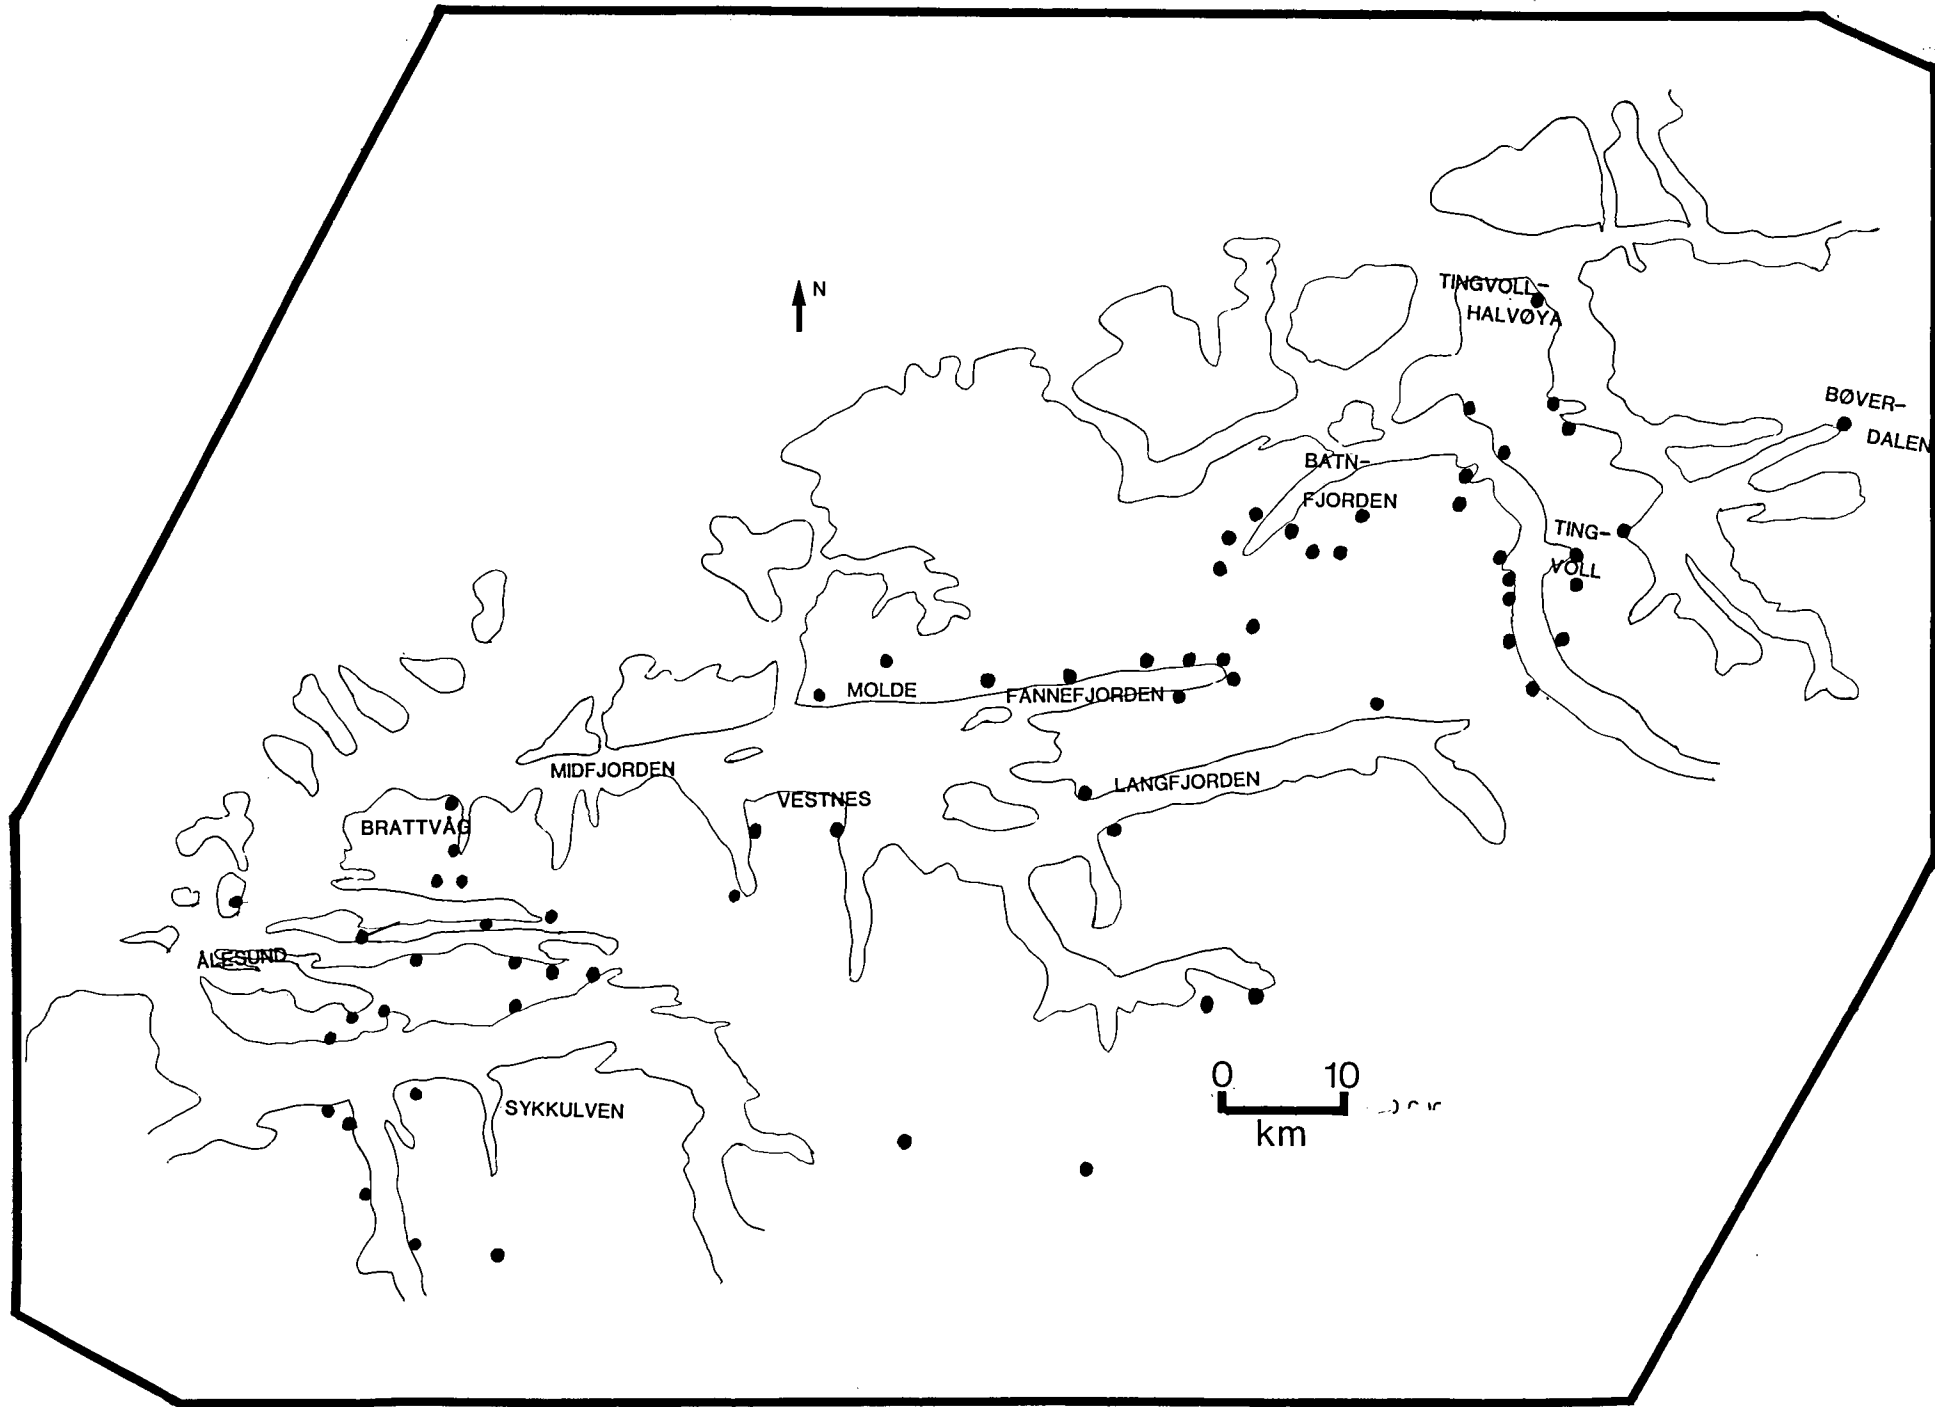 N
TINGVOLL-
HALVØYA
BØVER-
DALEN
BATN-
FJORDEN
TING-
VOLL
MOLDE
FANNEFJORDEN
MIDFJORDEN
VESTNES
LANGFJORDEN
BRATTVÅG
ÅLESUND
0 10
km
SYKKULVEN